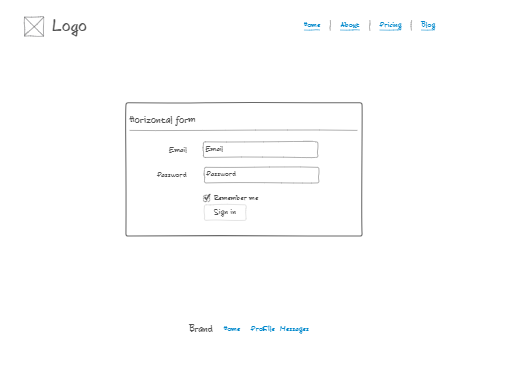 Logo
Home | About | Pricing | Blog
Horizontal form
Email Email
Password Password
Remember me
Sign in
Brand Home Profile Messages